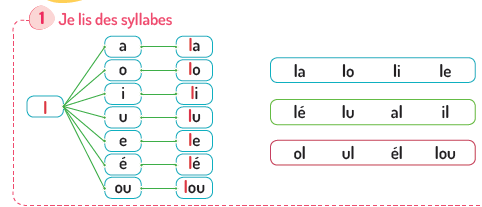 1 Je lis des syllabes
a la
o lo
i li
l
u lu
e le
é lé
ou lou
la lo li le
lé lu al il
ol ul él lou